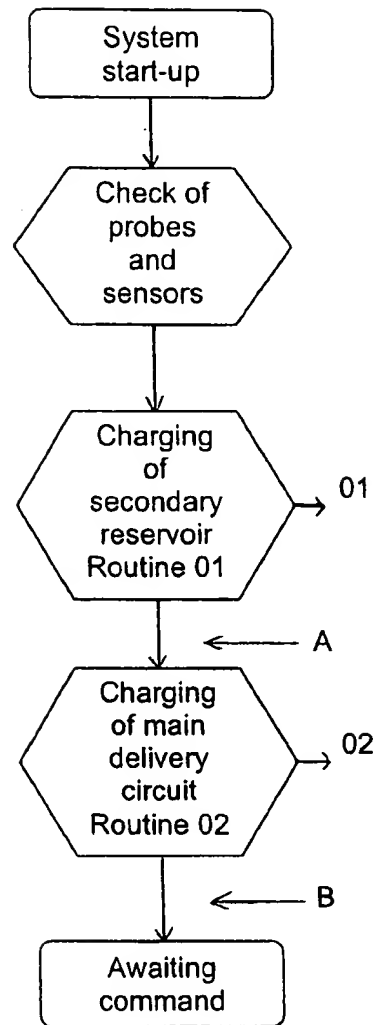 System
start-up
Check of
probes
and
sensors
Charging
of
secondary
reservoir
Routine 01
01
A
Charging
of main
delivery
circuit
Routine 02
02
B
Awaiting
command